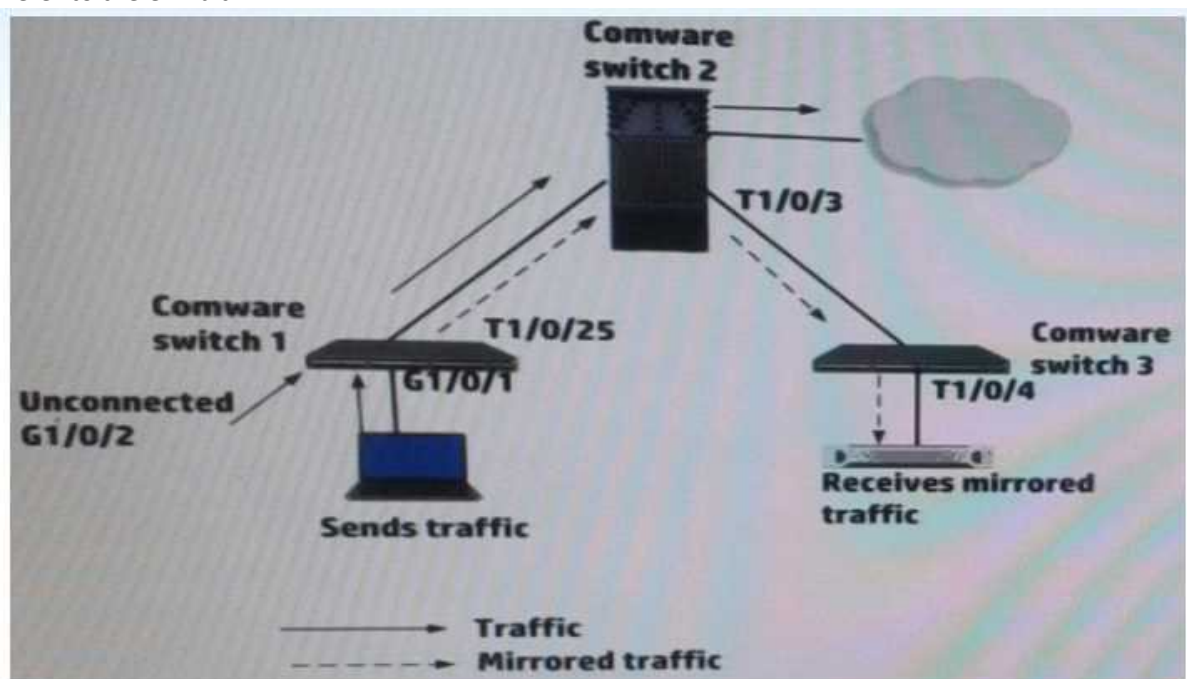 Comware
switch 2
T1/0/3
Comware
switch 1
T1/0/25
Comware
switch 3
G1/0/1
T1/0/4
Unconnected
G1/0/2
Receives mirrored
traffic
Sends traffic
Traffic
Mirrored traffic